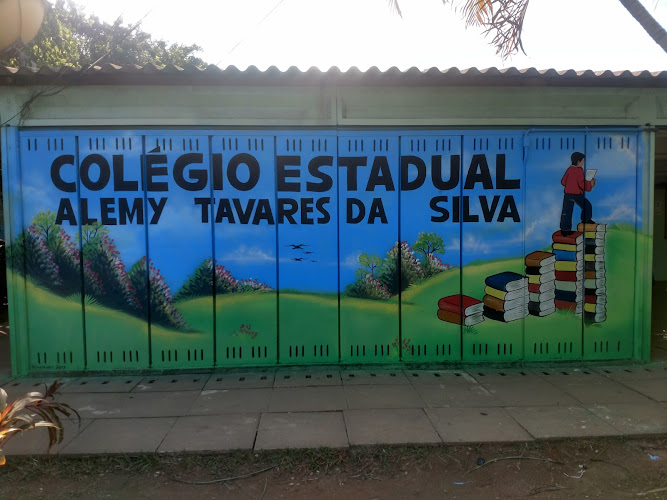 COLÉGIO ESTADUAL
ALEMY TAVARES DA SILVA